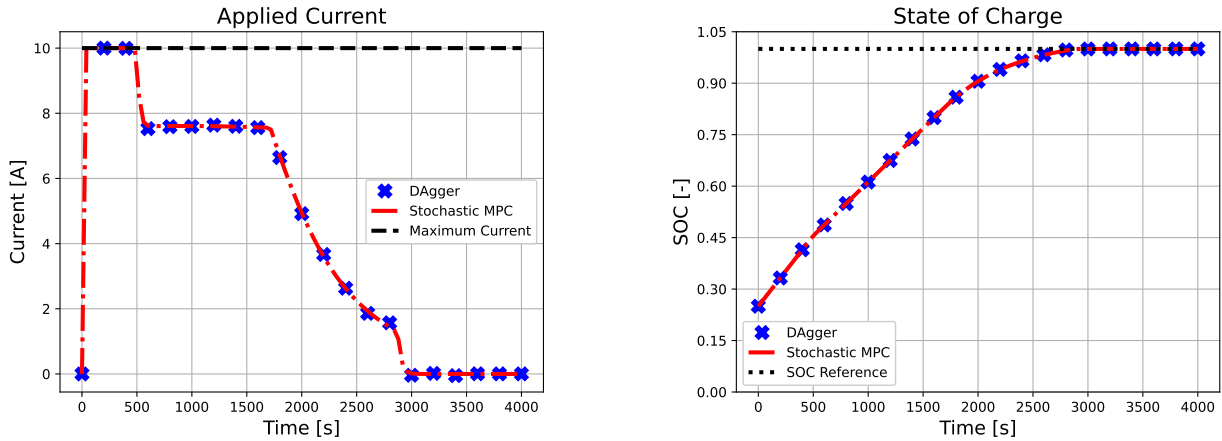 Applied Current
10
8
6
4
2
0
Current [A]
DAgger
Stochastic MPC
Maximum Current
0 500 1000 1500 2000 2500 3000 3500 4000
Time [s]
State of Charge
1.05
0.90
0.75
0.60
0.45
0.30
0.15
0.00
SOC [-]
DAgger
Stochastic MPC
SOC Reference
0 500 1000 1500 2000 2500 3000 3500 4000
Time [s]